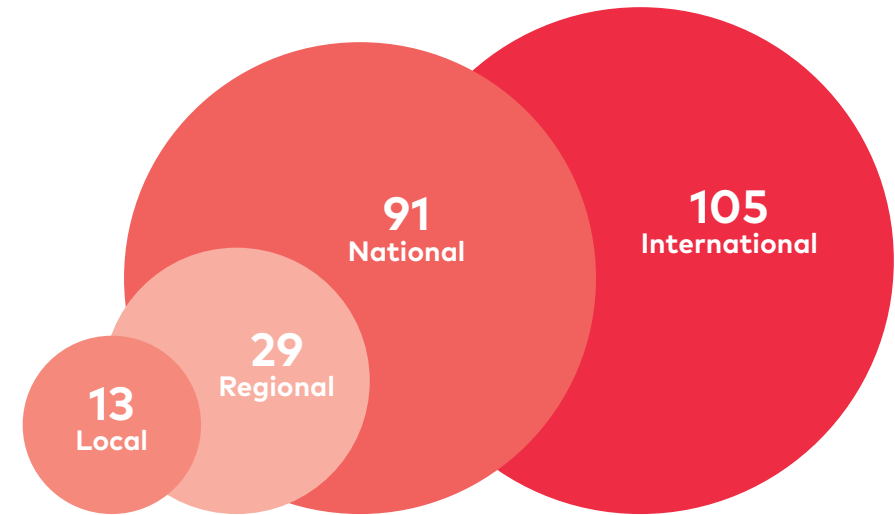 105
International
91
National
29
Regional
13
Local